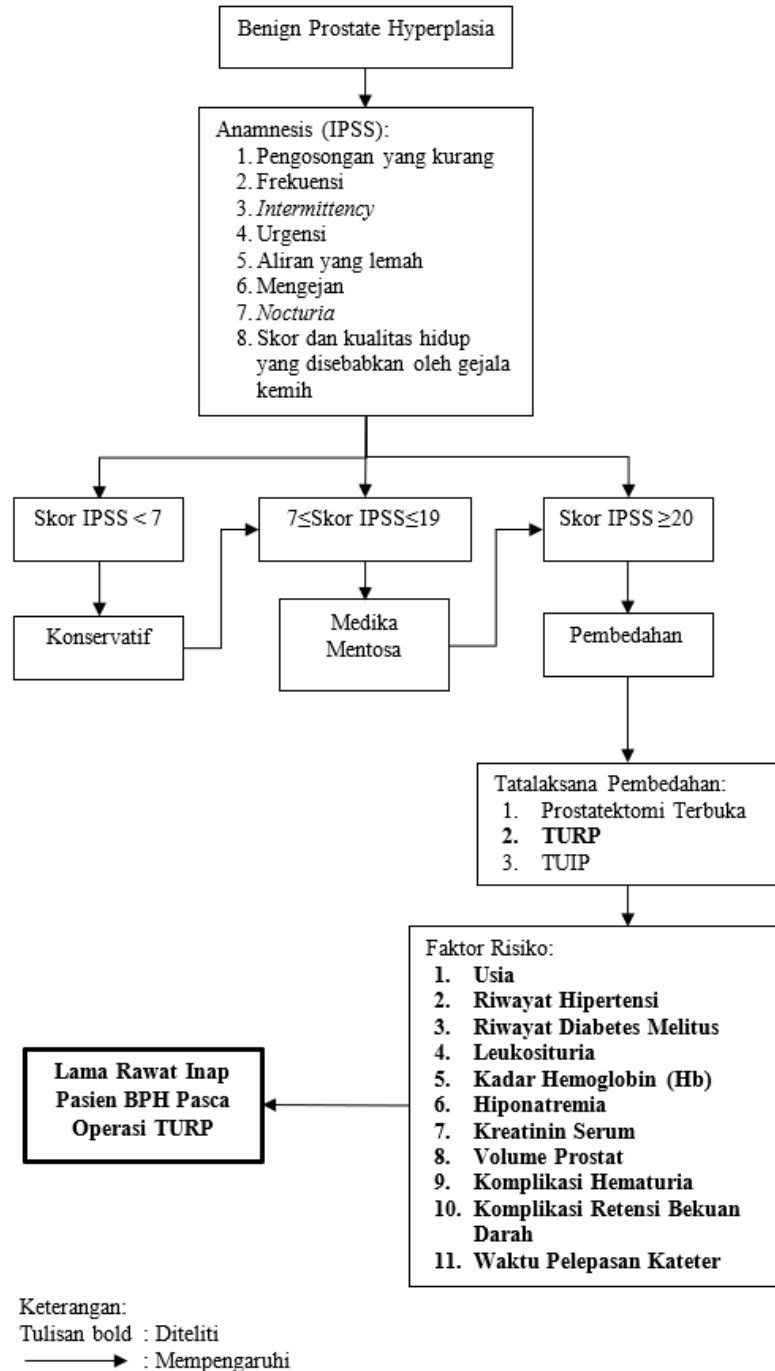 Benign Prostate Hyperplasia
Anamnesis (IPSS):
1. Pengosongan yang kurang
2. Frekuensi
3. Intermittency
4. Urgensi
5. Aliran yang lemah
6. Mengejan
7. Nocturia
8. Skor dan kualitas hidup
yang disebabkan oleh gejala
kemih
Skor IPSS < 7
7≤Skor IPSS≤19
Skor IPSS ≥20
Konservatif
Medika
Mentosa
Pembedahan
Tatalaksana Pembedahan:
1. Prostatektomi Terbuka
2. TURP
3. TUIP
Faktor Risiko:
1. Usia
2. Riwayat Hipertensi
3. Riwayat Diabetes Melitus
4. Leukosituria
5. Kadar Hemoglobin (Hb)
6. Hiponatremia
7. Kreatinin Serum
8. Volume Prostat
9. Komplikasi Hematuria
10. Komplikasi Retensi Bekuan
Darah
11. Waktu Pelepasan Kateter
Lama Rawat Inap
Pasien BPH Pasca
Operasi TURP
Keterangan:
Tulisan bold : Diteliti
: Mempengaruhi